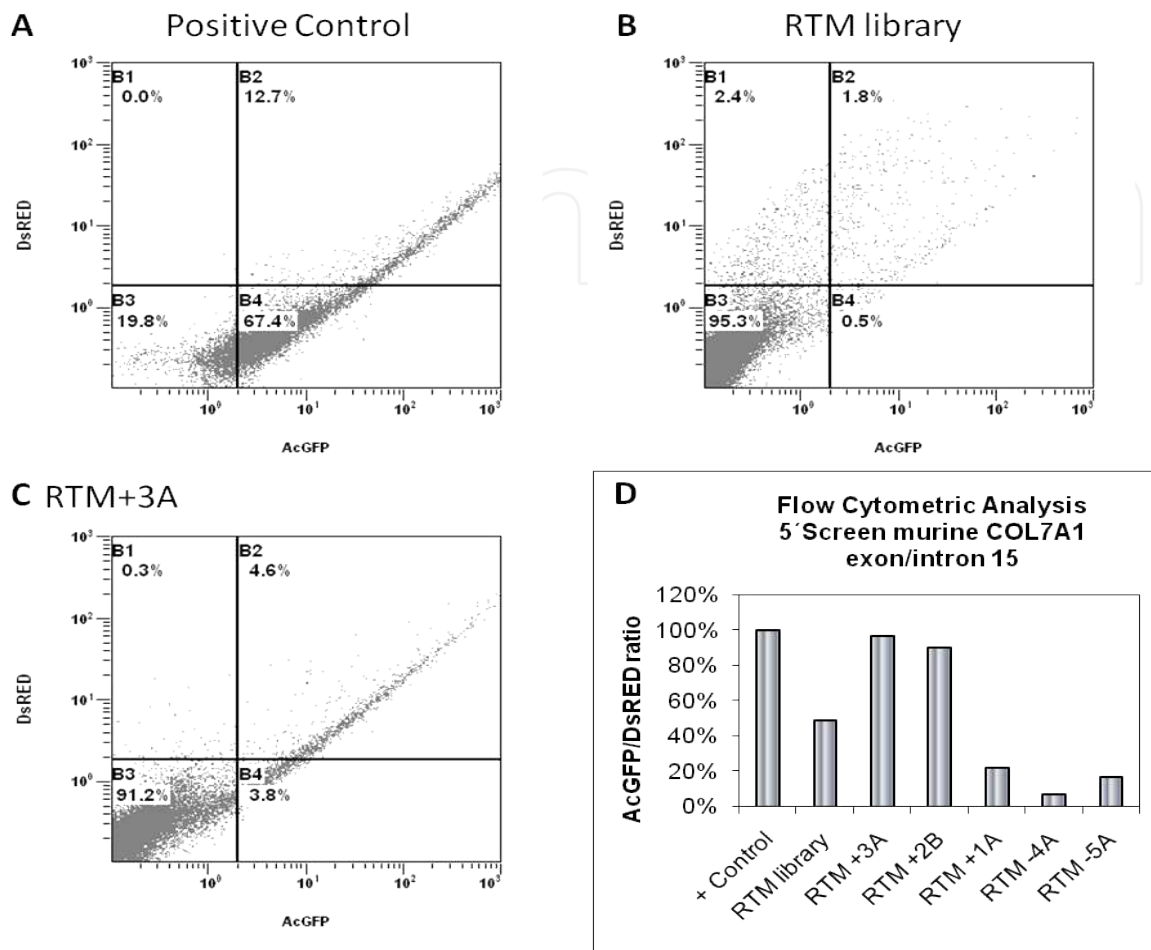 A Positive Control
10³
10²
10¹
10⁰
DsRED
B1
0.0%
B2
12.7%
B3
19.8%
B4
67.4%
10⁰ 10¹ 10² 10³
AcGFP
B RTM library
10³
10²
10¹
10⁰
DsRED
B1
2.4%
B2
1.8%
B3
95.3%
B4
0.5%
10⁰ 10¹ 10² 10³
AcGFP
C RTM+3A
10³
10²
10¹
10⁰
DsRED
B1
0.3%
B2
4.6%
B3
91.2%
B4
3.8%
10⁰ 10¹ 10² 10³
AcGFP
D
Flow Cytometric Analysis
5´Screen murine COL7A1
exon/intron 15
AcGFP/DsRED ratio
120%
100%
80%
60%
40%
20%
0%
+ Control
RTM library
RTM +3A
RTM +2B
RTM +1A
RTM -4A
RTM -5A